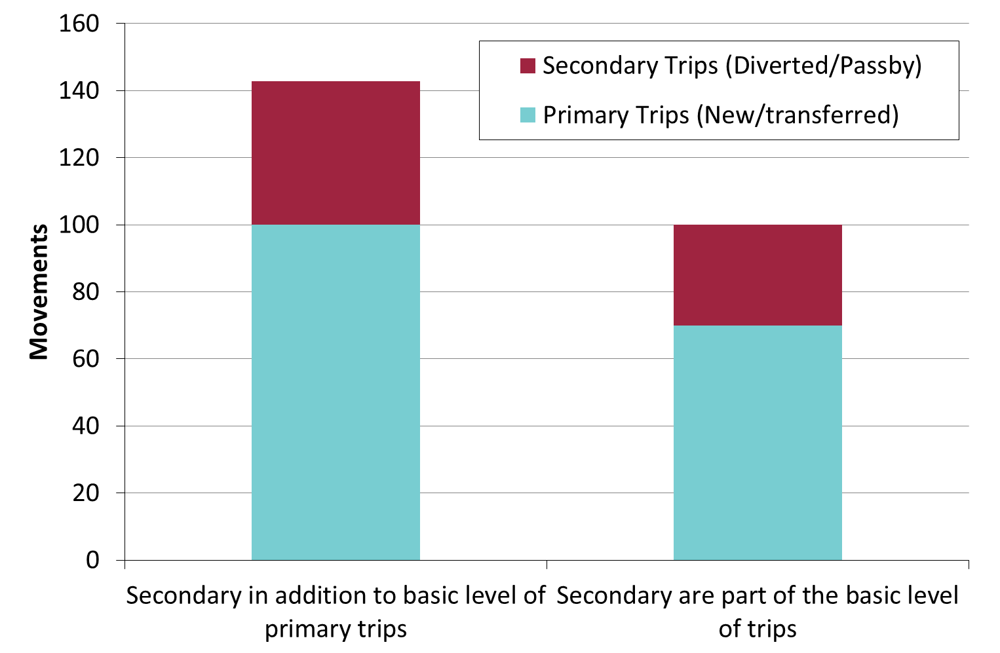 160
140
120
100
80
60
40
20
0
Movements
Secondary Trips (Diverted/Passby)
Primary Trips (New/transferred)
Secondary in addition to basic level of
primary trips
Secondary are part of the basic level
of trips